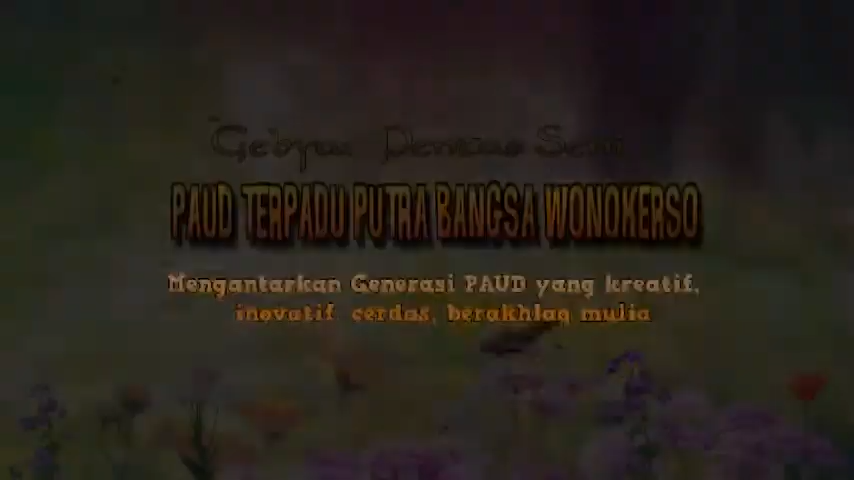 Gebyar Pentas Seni
PAUD TERPADU PUTRA BANGSA WONOKERSO
Mengantarkan Generasi PAUD yang kreatif,
inovatif, cerdas, berakhlaq mulia